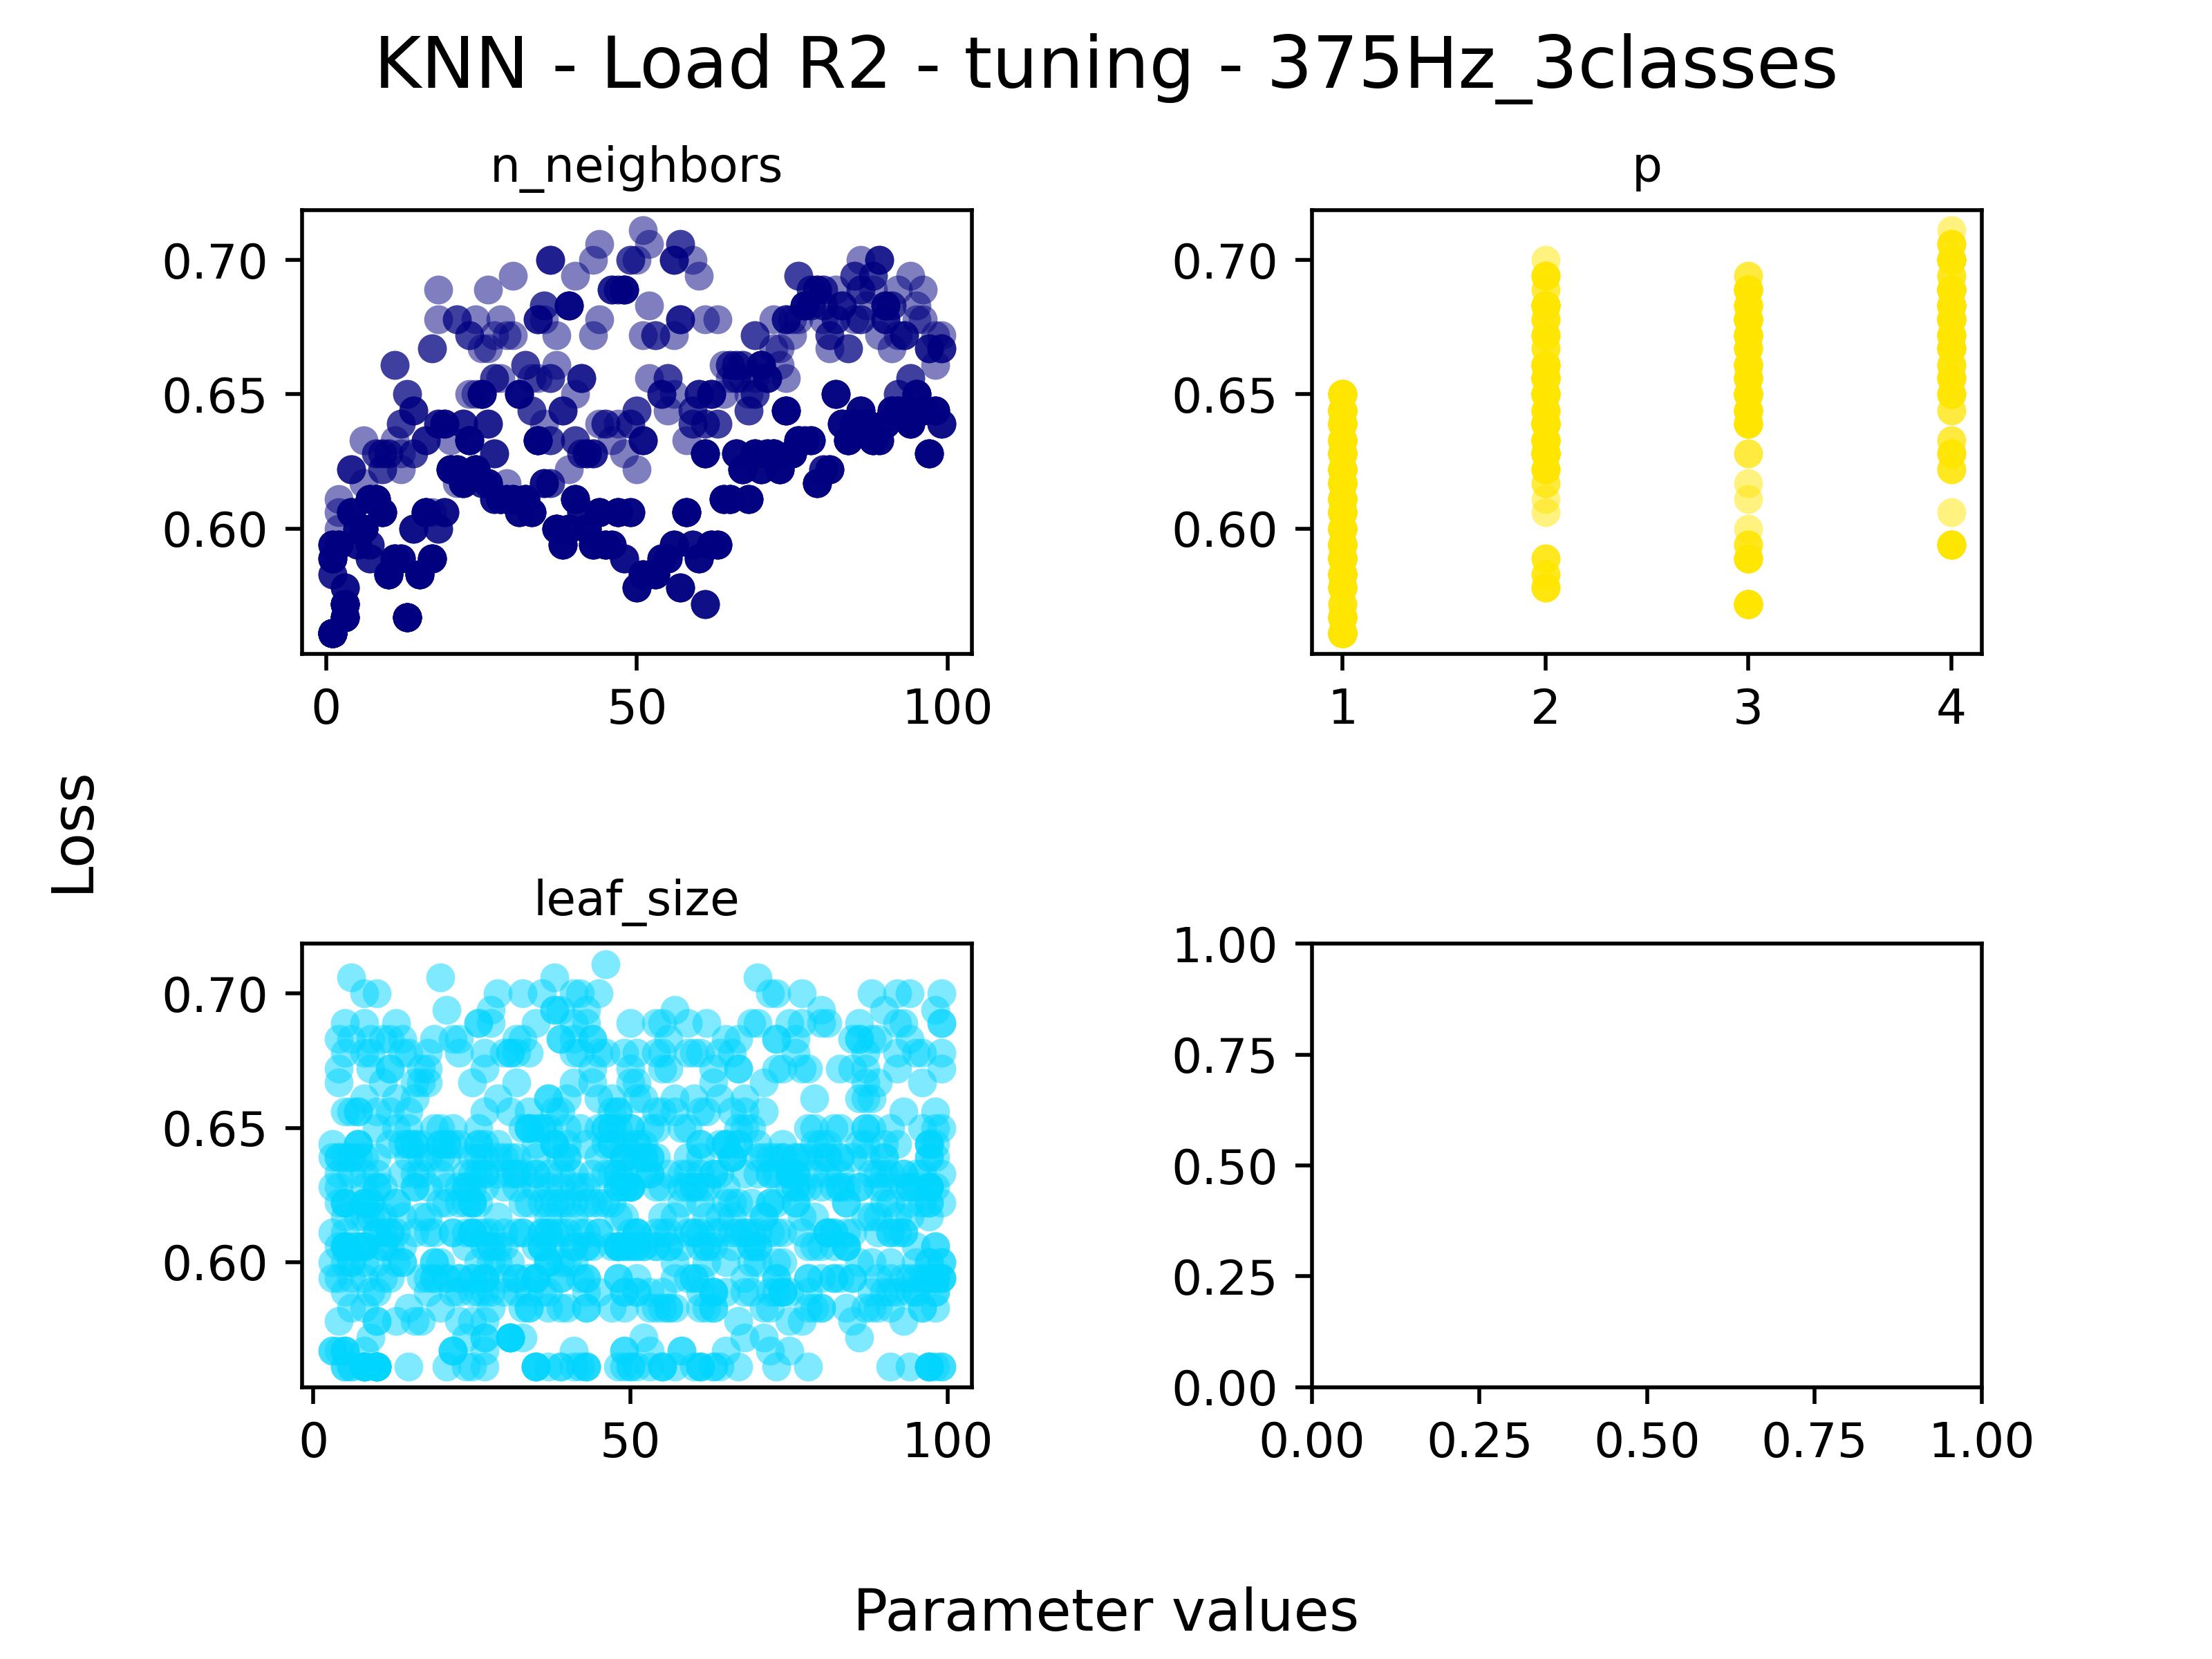 KNN - Load R2 - tuning - 375Hz_3classes
n_neighbors
0.70
0.65
0.60
0 50 100
p
0.70
0.65
0.60
1 2 3 4
Loss
leaf_size
0.70
0.65
0.60
0 50 100
1.00
0.75
0.50
0.25
0.00
0.00 0.25 0.50 0.75 1.00
Parameter values